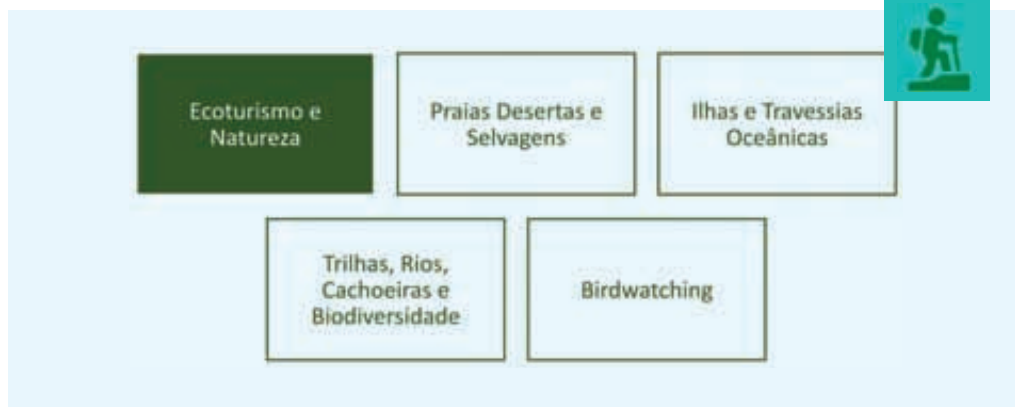 Ecoturismo e
Natureza
Praias Desertas e
Selvagens
Ilhas e Travessias
Oceânicas
Trilhas, Rios,
Cachoeiras e
Biodiversidade
Birdwatching